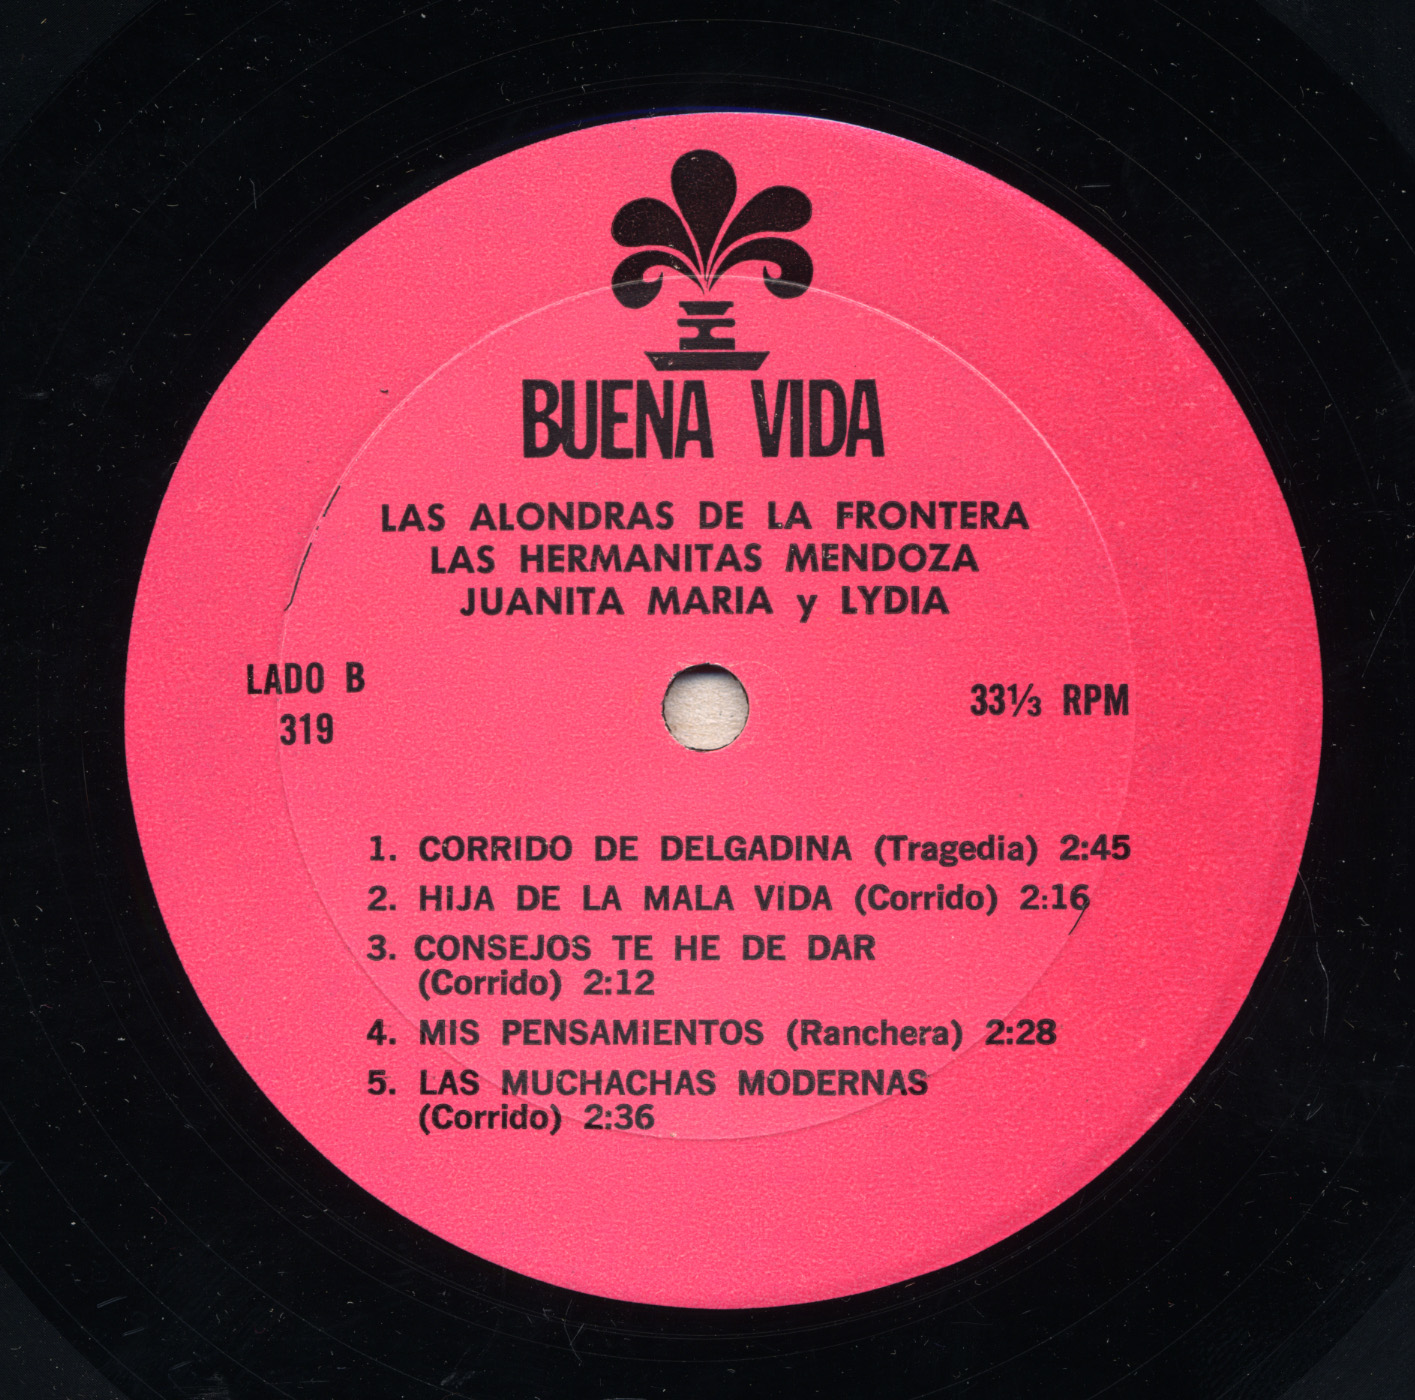 BUENA VIDA
LAS ALONDRAS DE LA FRONTERA
LAS HERMANITAS MENDOZA
JUANITA MARIA y LYDIA
LADO B
319
33⅓ RPM
1. CORRIDO DE DELGADINA (Tragedia) 2:45
2. HIJA DE LA MALA VIDA (Corrido) 2:16
3. CONSEJOS TE HE DE DAR
(Corrido) 2:12
4. MIS PENSAMIENTOS (Ranchera) 2:28
5. LAS MUCHACHAS MODERNAS
(Corrido) 2:36